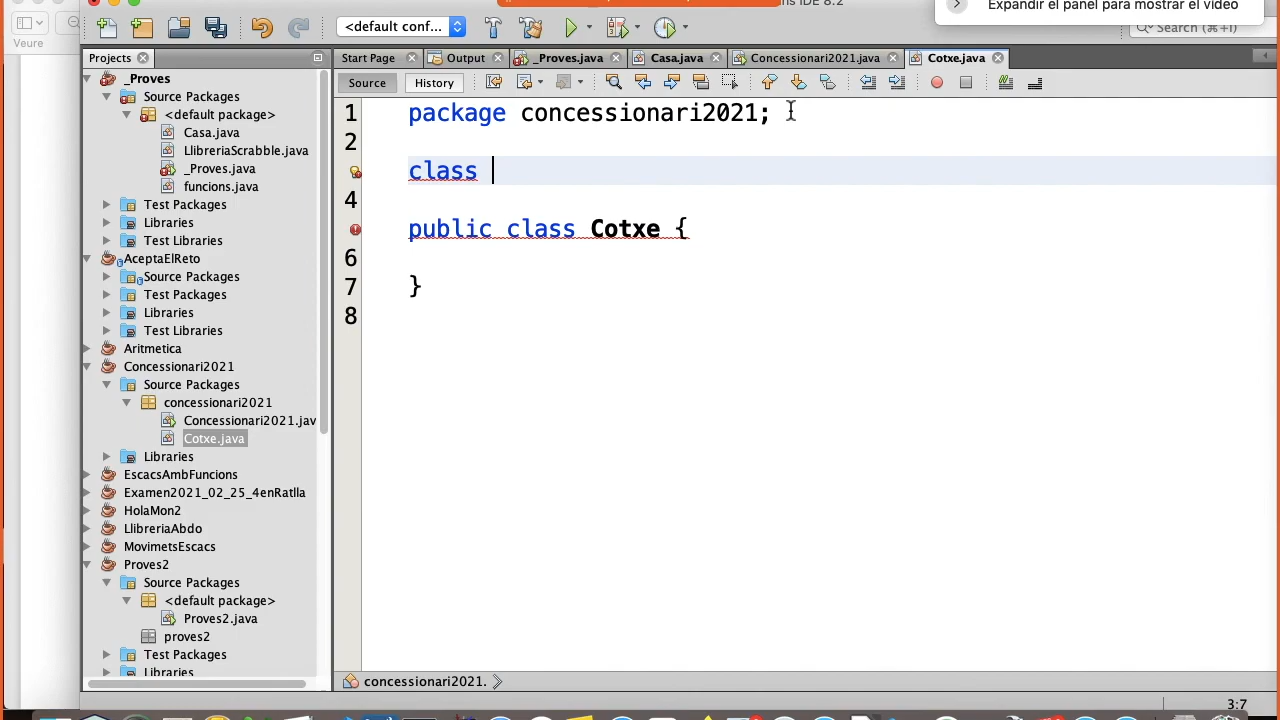 IDE 8.2
Expandir el panel para mostrar el vídeo
Veure
<default conf...
Search (⌘+I)
Projects
Start Page
Output
_Proves.java
Casa.java
Concessionari2021.java
Cotxe.java
Source
History
_Proves
Source Packages
<default package>
Casa.java
LlibreriaScrabble.java
_Proves.java
funcions.java
Test Packages
Libraries
Test Libraries
AceptaElReto
Source Packages
Test Packages
Libraries
Test Libraries
Aritmetica
Concessionari2021
Source Packages
concessionari2021
Concessionari2021.jav
Cotxe.java
Libraries
EscacsAmbFuncions
Examen2021_02_25_4enRatlla
HolaMon2
LlibreriaAbdo
MovimetsEscacs
Proves2
Source Packages
<default package>
Proves2.java
proves2
Test Packages
Libraries
1 package concessionari2021;
2
class
4
public class Cotxe {
6
7 }
8
concessionari2021.
3:7